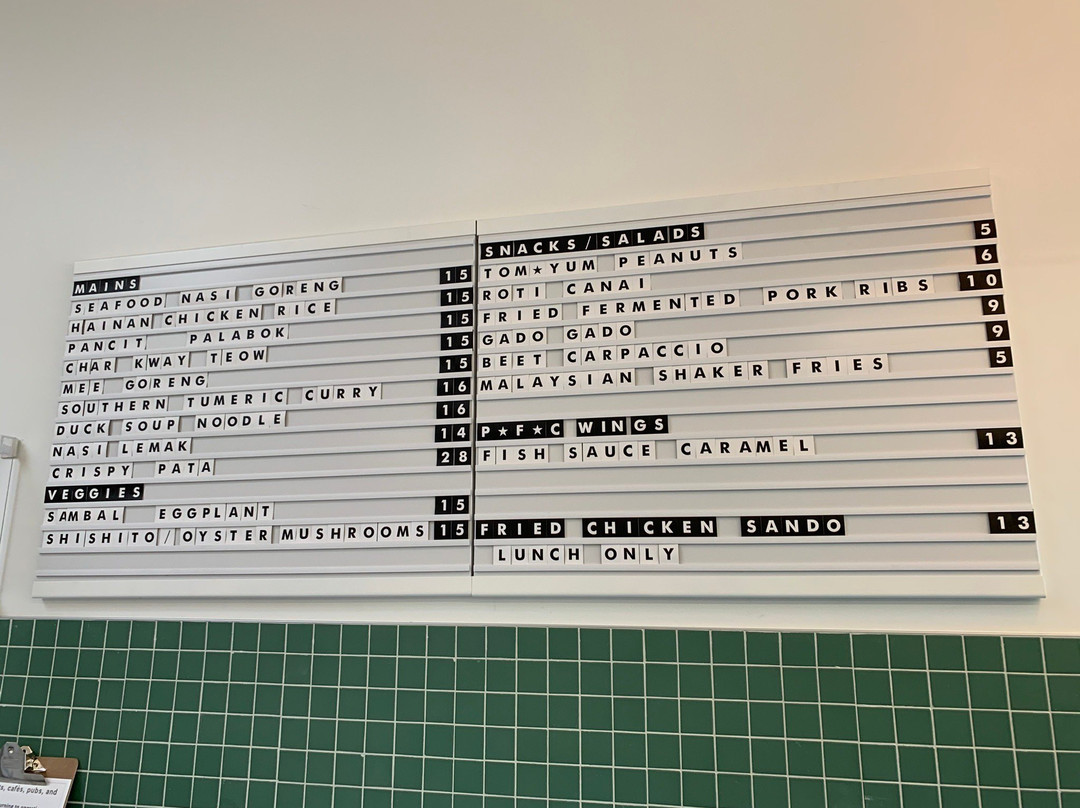 MAINS
SEAFOOD NASI GORENG 15
HAINAN CHICKEN RICE 15
PANCIT PALABOK 15
CHAR KWAY TEOW 15
MEE GORENG 15
SOUTHERN TUMERIC CURRY 16
DUCK SOUP NOODLE 16
NASI LEMAK 14
CRISPY PATA 28
VEGGIES
SAMBAL EGGPLANT 15
SHISHITO/OYSTER MUSHROOMS 15
SNACKS/SALADS
TOM★YUM PEANUTS 5
ROTI CANAI 6
FRIED FERMENTED PORK RIBS 10
GADO GADO 9
BEET CARPACCIO 9
MALAYSIAN SHAKER FRIES 5
P★F★C WINGS
FISH SAUCE CARAMEL 13
FRIED CHICKEN SANDO 13
LUNCH ONLY
cafés, pubs, and